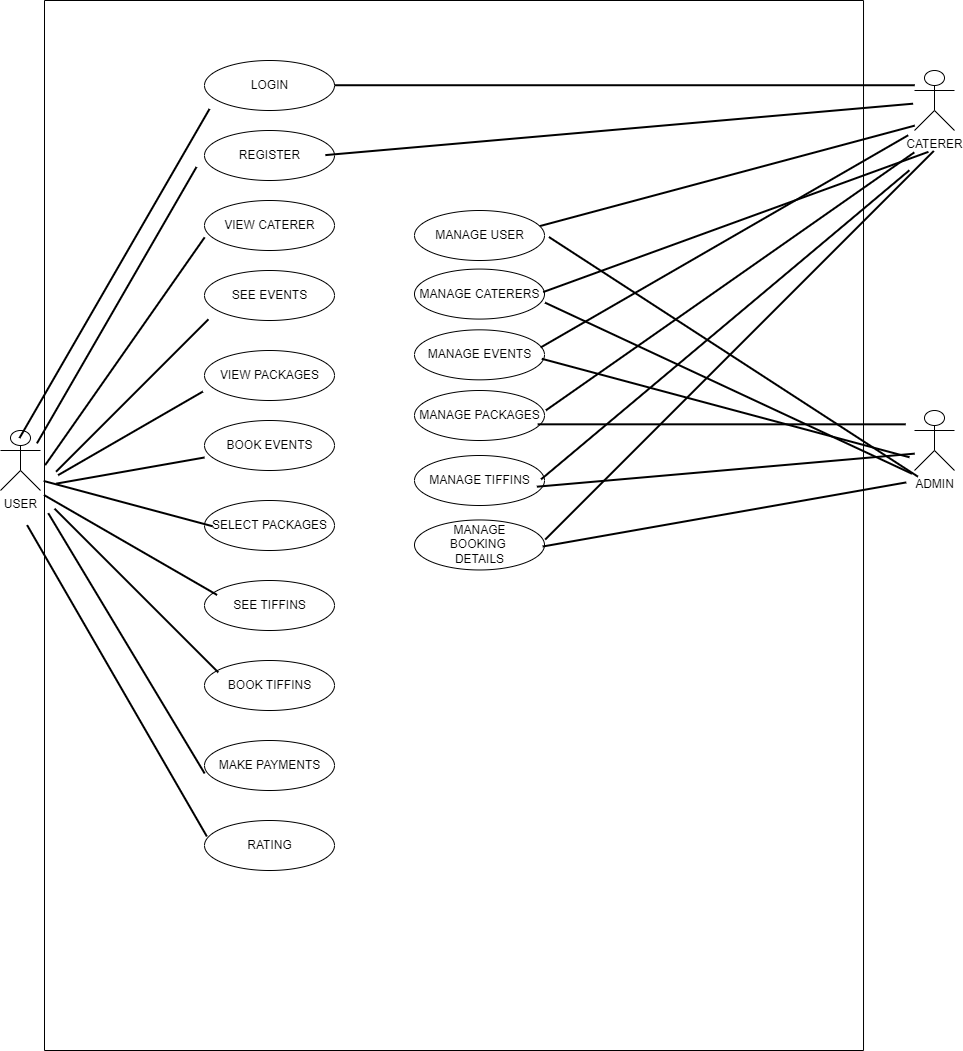 LOGIN
CATERER
REGISTER
VIEW CATERER
MANAGE USER
SEE EVENTS
MANAGE CATERERS
MANAGE EVENTS
VIEW PACKAGES
MANAGE PACKAGES
BOOK EVENTS
MANAGE TIFFINS
ADMIN
USER
SELECT PACKAGES
MANAGE
BOOKING
DETAILS
SEE TIFFINS
BOOK TIFFINS
MAKE PAYMENTS
RATING